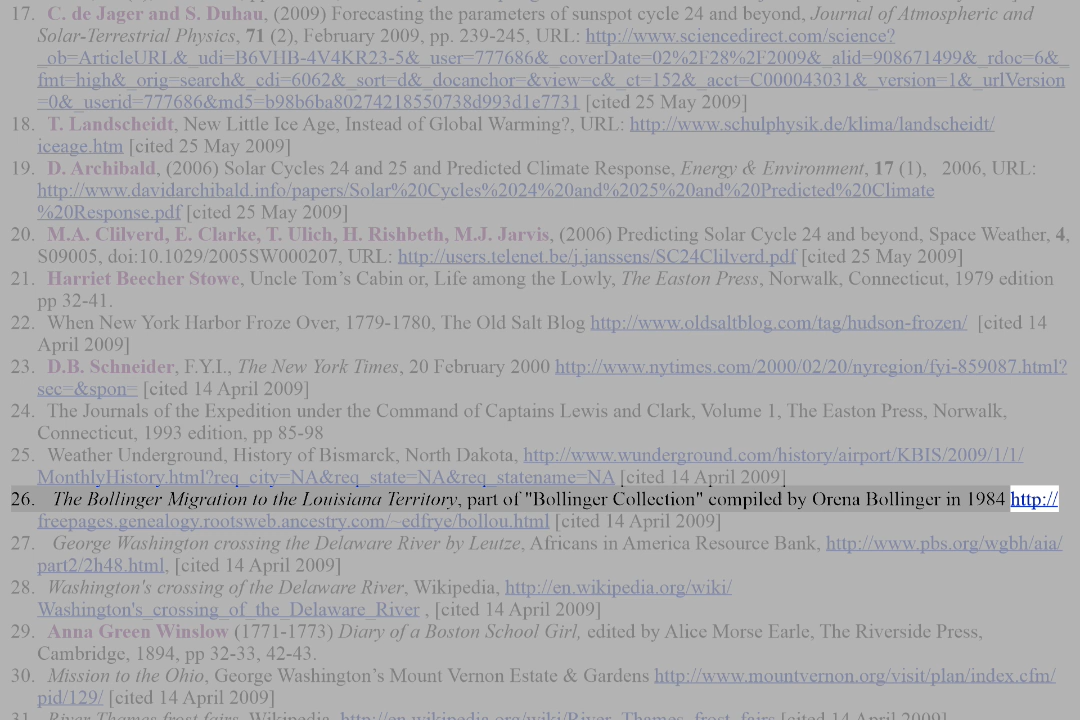 17. C. de Jager and S. Duhau, (2009) Forecasting the parameters of sunspot cycle 24 and beyond, Journal of Atmospheric and
Solar-Terrestrial Physics, 71 (2), February 2009, pp. 239-245, URL: http://www.sciencedirect.com/science?
_ob=ArticleURL&_udi=B6VHB-4V4KR23-5&_user=777686&_coverDate=02%2F28%2F2009&_alid=908671499&_rdoc=6&_
fmt=high&_orig=search&_cdi=6062&_sort=d&_docanchor=&view=c&_ct=152&_acct=C000043031&_version=1&_urlVersion
=0&_userid=777686&md5=b98b6ba80274218550738d993d1e7731 [cited 25 May 2009]
18. T. Landscheidt, New Little Ice Age, Instead of Global Warming?, URL: http://www.schulphysik.de/klima/landscheidt/
iceage.htm [cited 25 May 2009]
19. D. Archibald, (2006) Solar Cycles 24 and 25 and Predicted Climate Response, Energy & Environment, 17 (1), 2006, URL:
http://www.davidarchibald.info/papers/Solar%20Cycles%2024%20and%2025%20and%20Predicted%20Climate
%20Response.pdf [cited 25 May 2009]
20. M.A. Clilverd, E. Clarke, T. Ulich, H. Rishbeth, M.J. Jarvis, (2006) Predicting Solar Cycle 24 and beyond, Space Weather, 4,
S09005, doi:10.1029/2005SW000207, URL: http://users.telenet.be/j.janssens/SC24Clilverd.pdf [cited 25 May 2009]
21. Harriet Beecher Stowe, Uncle Tom’s Cabin or, Life among the Lowly, The Easton Press, Norwalk, Connecticut, 1979 edition
pp 32-41.
22. When New York Harbor Froze Over, 1779-1780, The Old Salt Blog http://www.oldsaltblog.com/tag/hudson-frozen/ [cited 14
April 2009]
23. D.B. Schneider, F.Y.I., The New York Times, 20 February 2000 http://www.nytimes.com/2000/02/20/nyregion/fyi-859087.html?
sec=&spon= [cited 14 April 2009]
24. The Journals of the Expedition under the Command of Captains Lewis and Clark, Volume 1, The Easton Press, Norwalk,
Connecticut, 1993 edition, pp 85-98
25. Weather Underground, History of Bismarck, North Dakota, http://www.wunderground.com/history/airport/KBIS/2009/1/1/
MonthlyHistory.html?req_city=NA&req_state=NA&req_statename=NA [cited 14 April 2009]
26. The Bollinger Migration to the Louisiana Territory, part of "Bollinger Collection" compiled by Orena Bollinger in 1984 http://
freepages.genealogy.rootsweb.ancestry.com/~edfrye/bollou.html [cited 14 April 2009]
27. George Washington crossing the Delaware River by Leutze, Africans in America Resource Bank, http://www.pbs.org/wgbh/aia/
part2/2h48.html, [cited 14 April 2009]
28. Washington's crossing of the Delaware River, Wikipedia, http://en.wikipedia.org/wiki/
Washington's_crossing_of_the_Delaware_River , [cited 14 April 2009]
29. Anna Green Winslow (1771-1773) Diary of a Boston School Girl, edited by Alice Morse Earle, The Riverside Press,
Cambridge, 1894, pp 32-33, 42-43.
30. Mission to the Ohio, George Washington’s Mount Vernon Estate & Gardens http://www.mountvernon.org/visit/plan/index.cfm/
pid/129/ [cited 14 April 2009]
31. River Thames frost fairs, Wikipedia, http://en.wikipedia.org/wiki/River_Thames_frost_fairs [cited 14 April 2009]